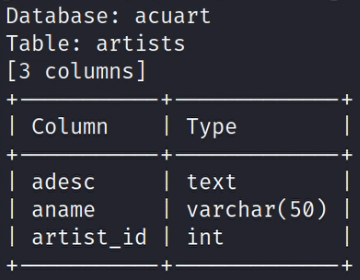 Database: acuart
Table: artists
[3 columns]
+-----------+-------------+
| Column    | Type        |
+-----------+-------------+
| adesc     | text        |
| aname     | varchar(50) |
| artist_id | int         |
+-----------+-------------+